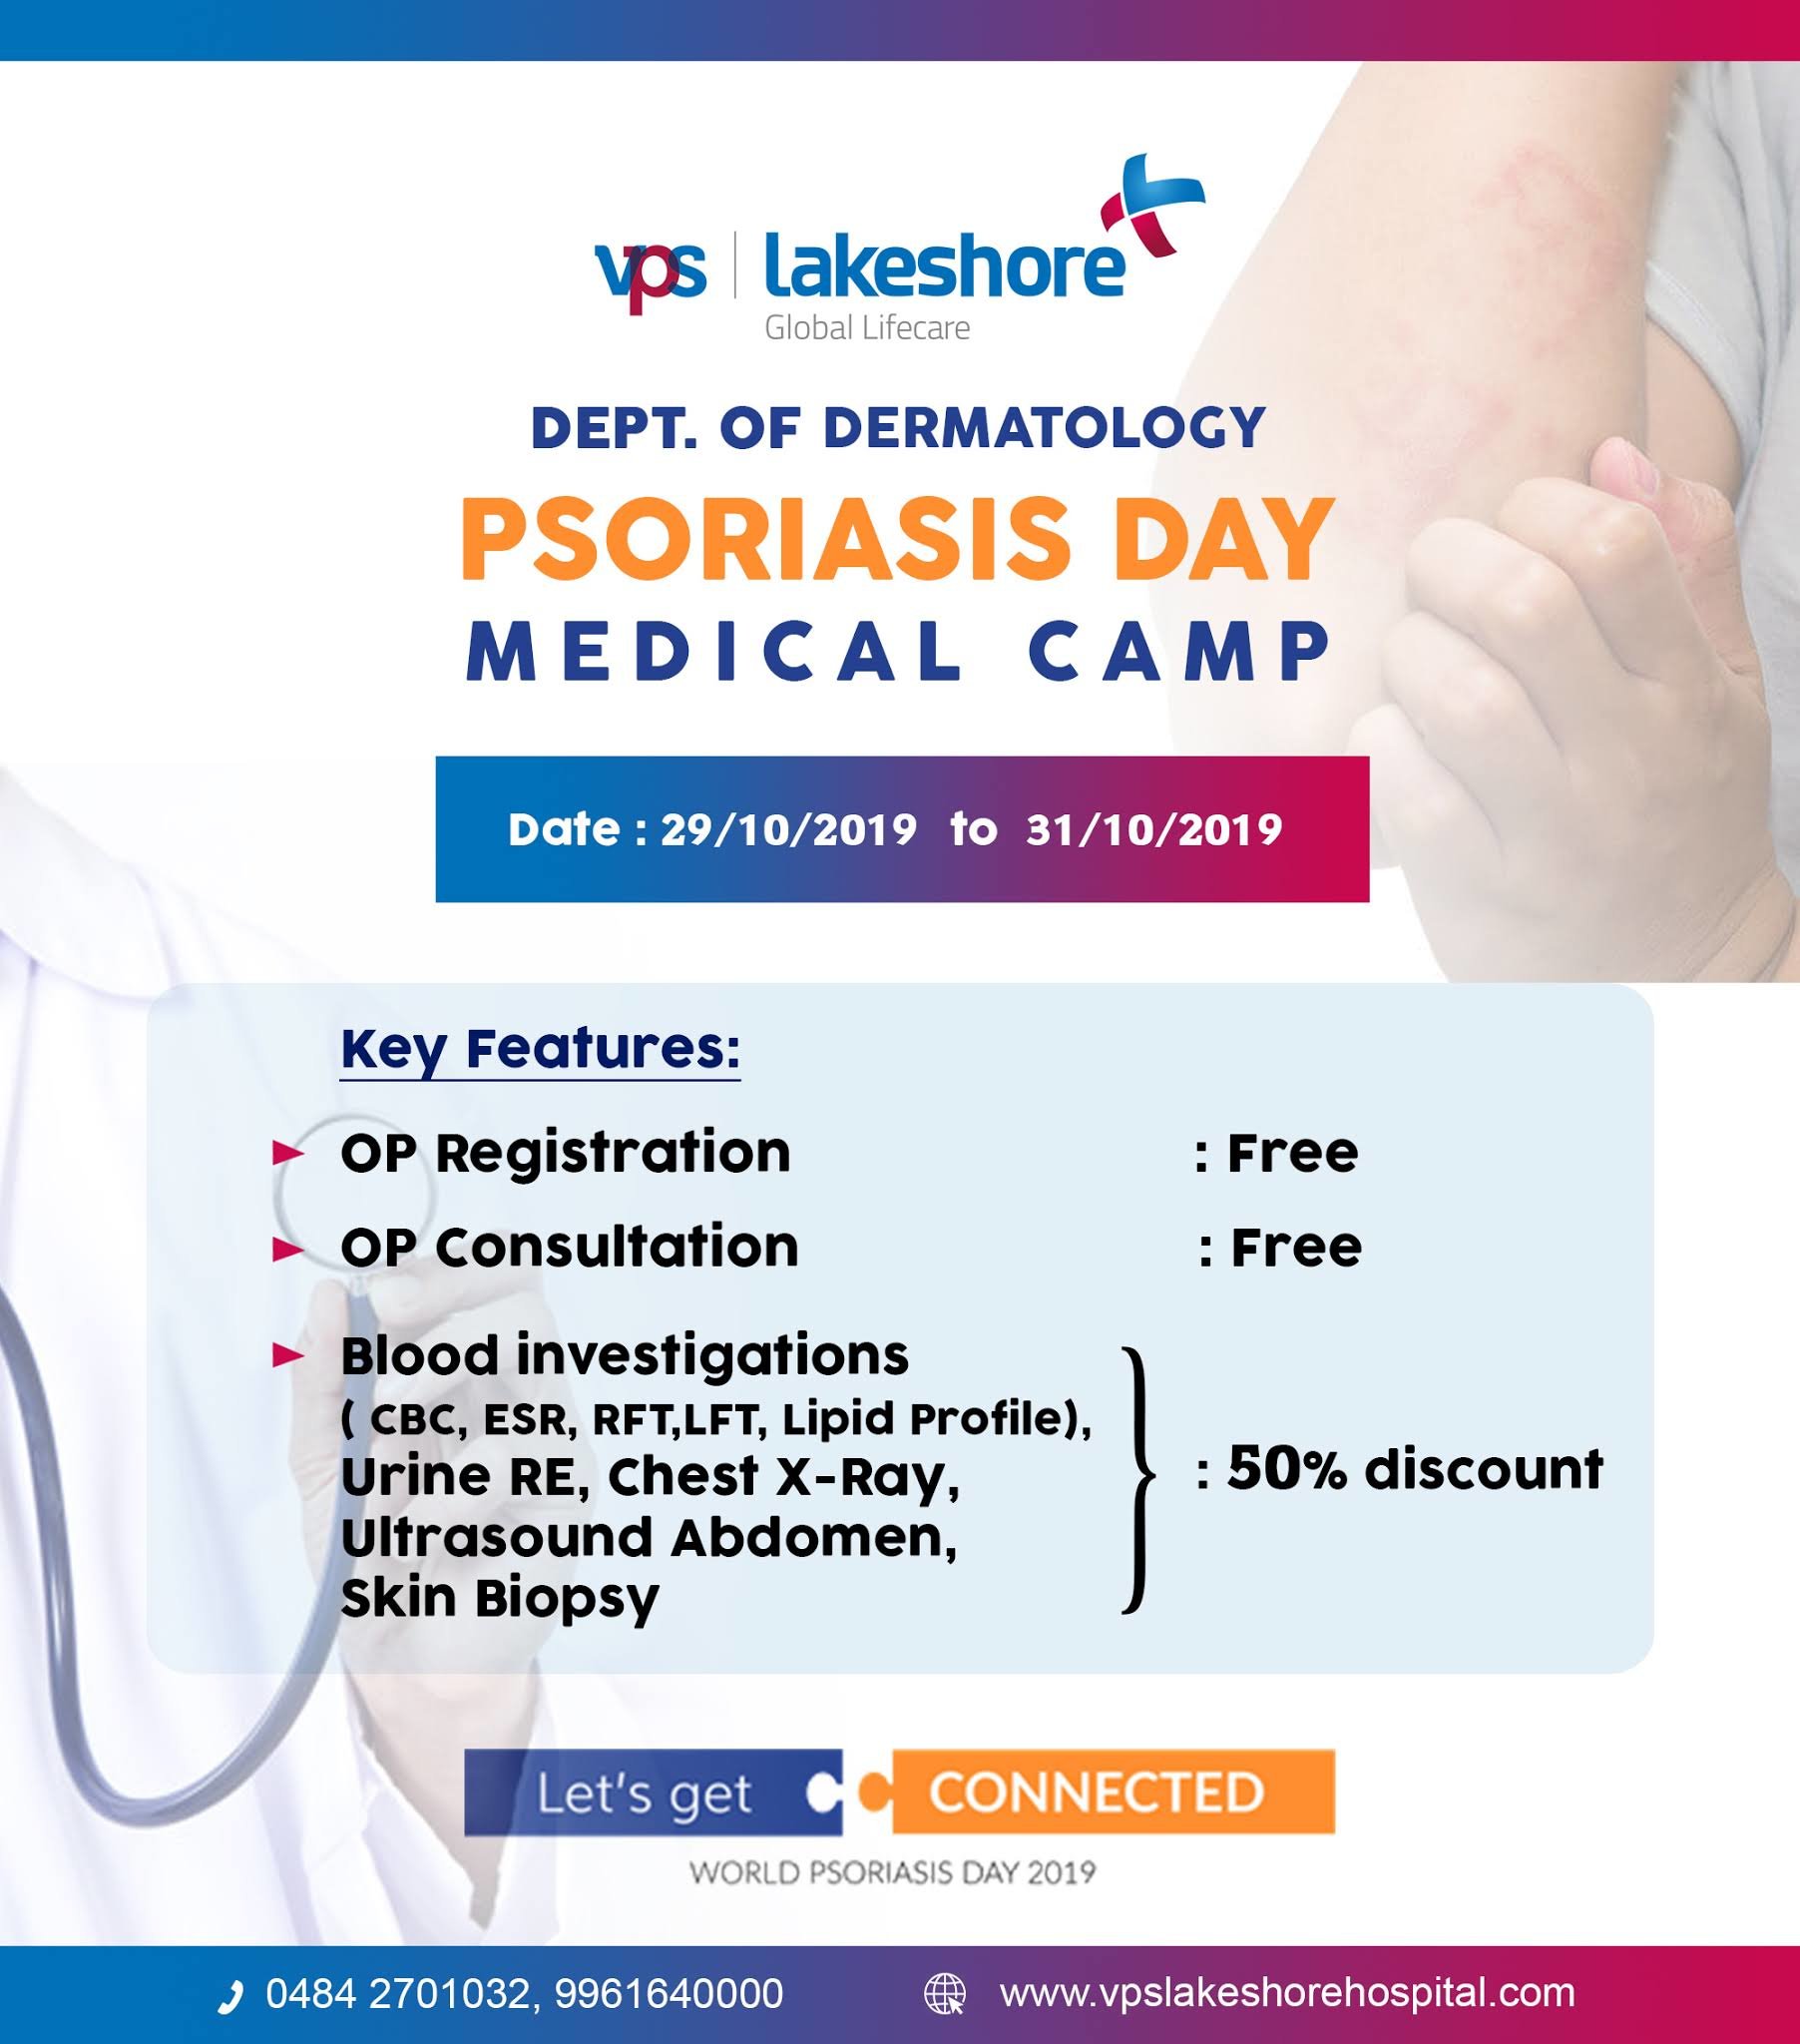 vps | lakeshore
Global Lifecare
DEPT. OF DERMATOLOGY
PSORIASIS DAY
MEDICAL CAMP
Date : 29/10/2019 to 31/10/2019
Key Features:
OP Registration : Free
OP Consultation : Free
Blood investigations
( CBC, ESR, RFT,LFT, Lipid Profile),
Urine RE, Chest X-Ray,
: 50% discount
Ultrasound Abdomen,
Skin Biopsy
Let's get CONNECTED
WORLD PSORIASIS DAY 2019
0484 2701032, 9961640000 www.vpslakeshorehospital.com